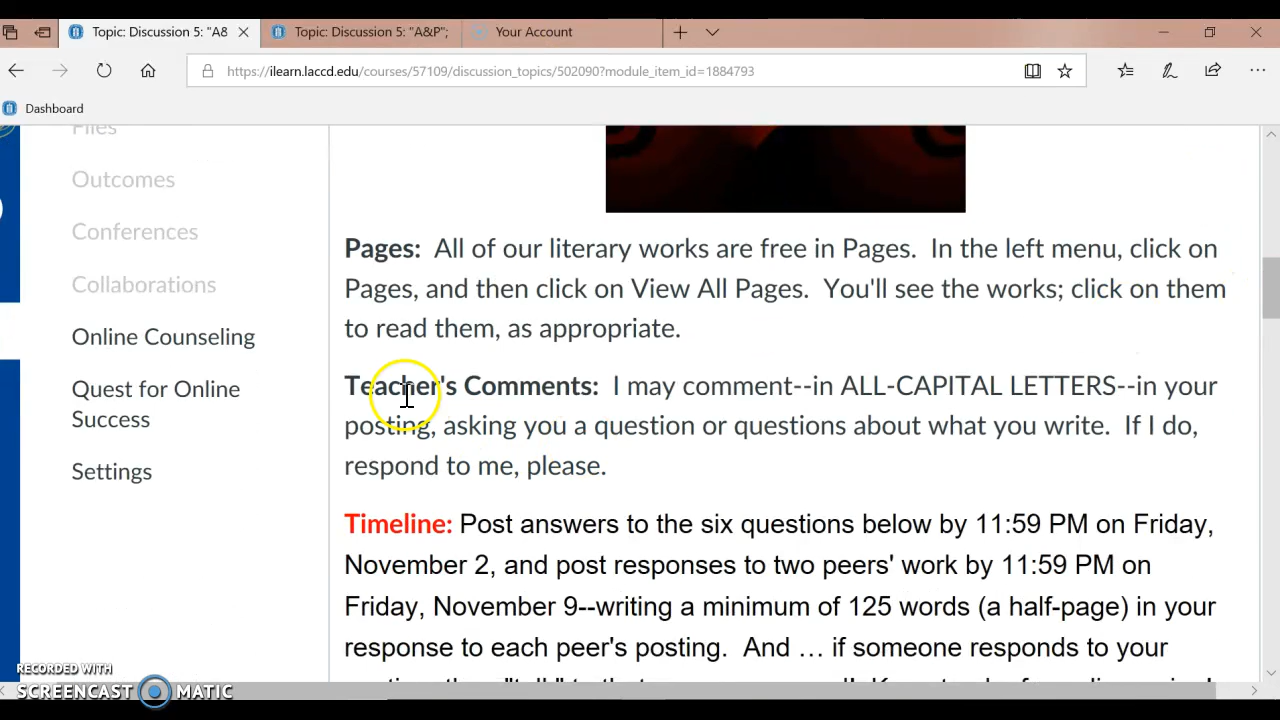 Topic: Discussion 5: "A&
Topic: Discussion 5: "A&P";
Your Account
https://ilearn.laccd.edu/courses/57109/discussion_topics/502090?module_item_id=1884793
Dashboard
Files
Outcomes
Conferences
Collaborations
Online Counseling
Quest for Online
Success
Settings
Pages: All of our literary works are free in Pages. In the left menu, click on
Pages, and then click on View All Pages. You'll see the works; click on them
to read them, as appropriate.
Teacher's Comments: I may comment--in ALL-CAPITAL LETTERS--in your
posting, asking you a question or questions about what you write. If I do,
respond to me, please.
Timeline: Post answers to the six questions below by 11:59 PM on Friday,
November 2, and post responses to two peers' work by 11:59 PM on
Friday, November 9--writing a minimum of 125 words (a half-page) in your
response to each peer's posting. And … if someone responds to your
RECORDED WITH
SCREENCAST MATIC